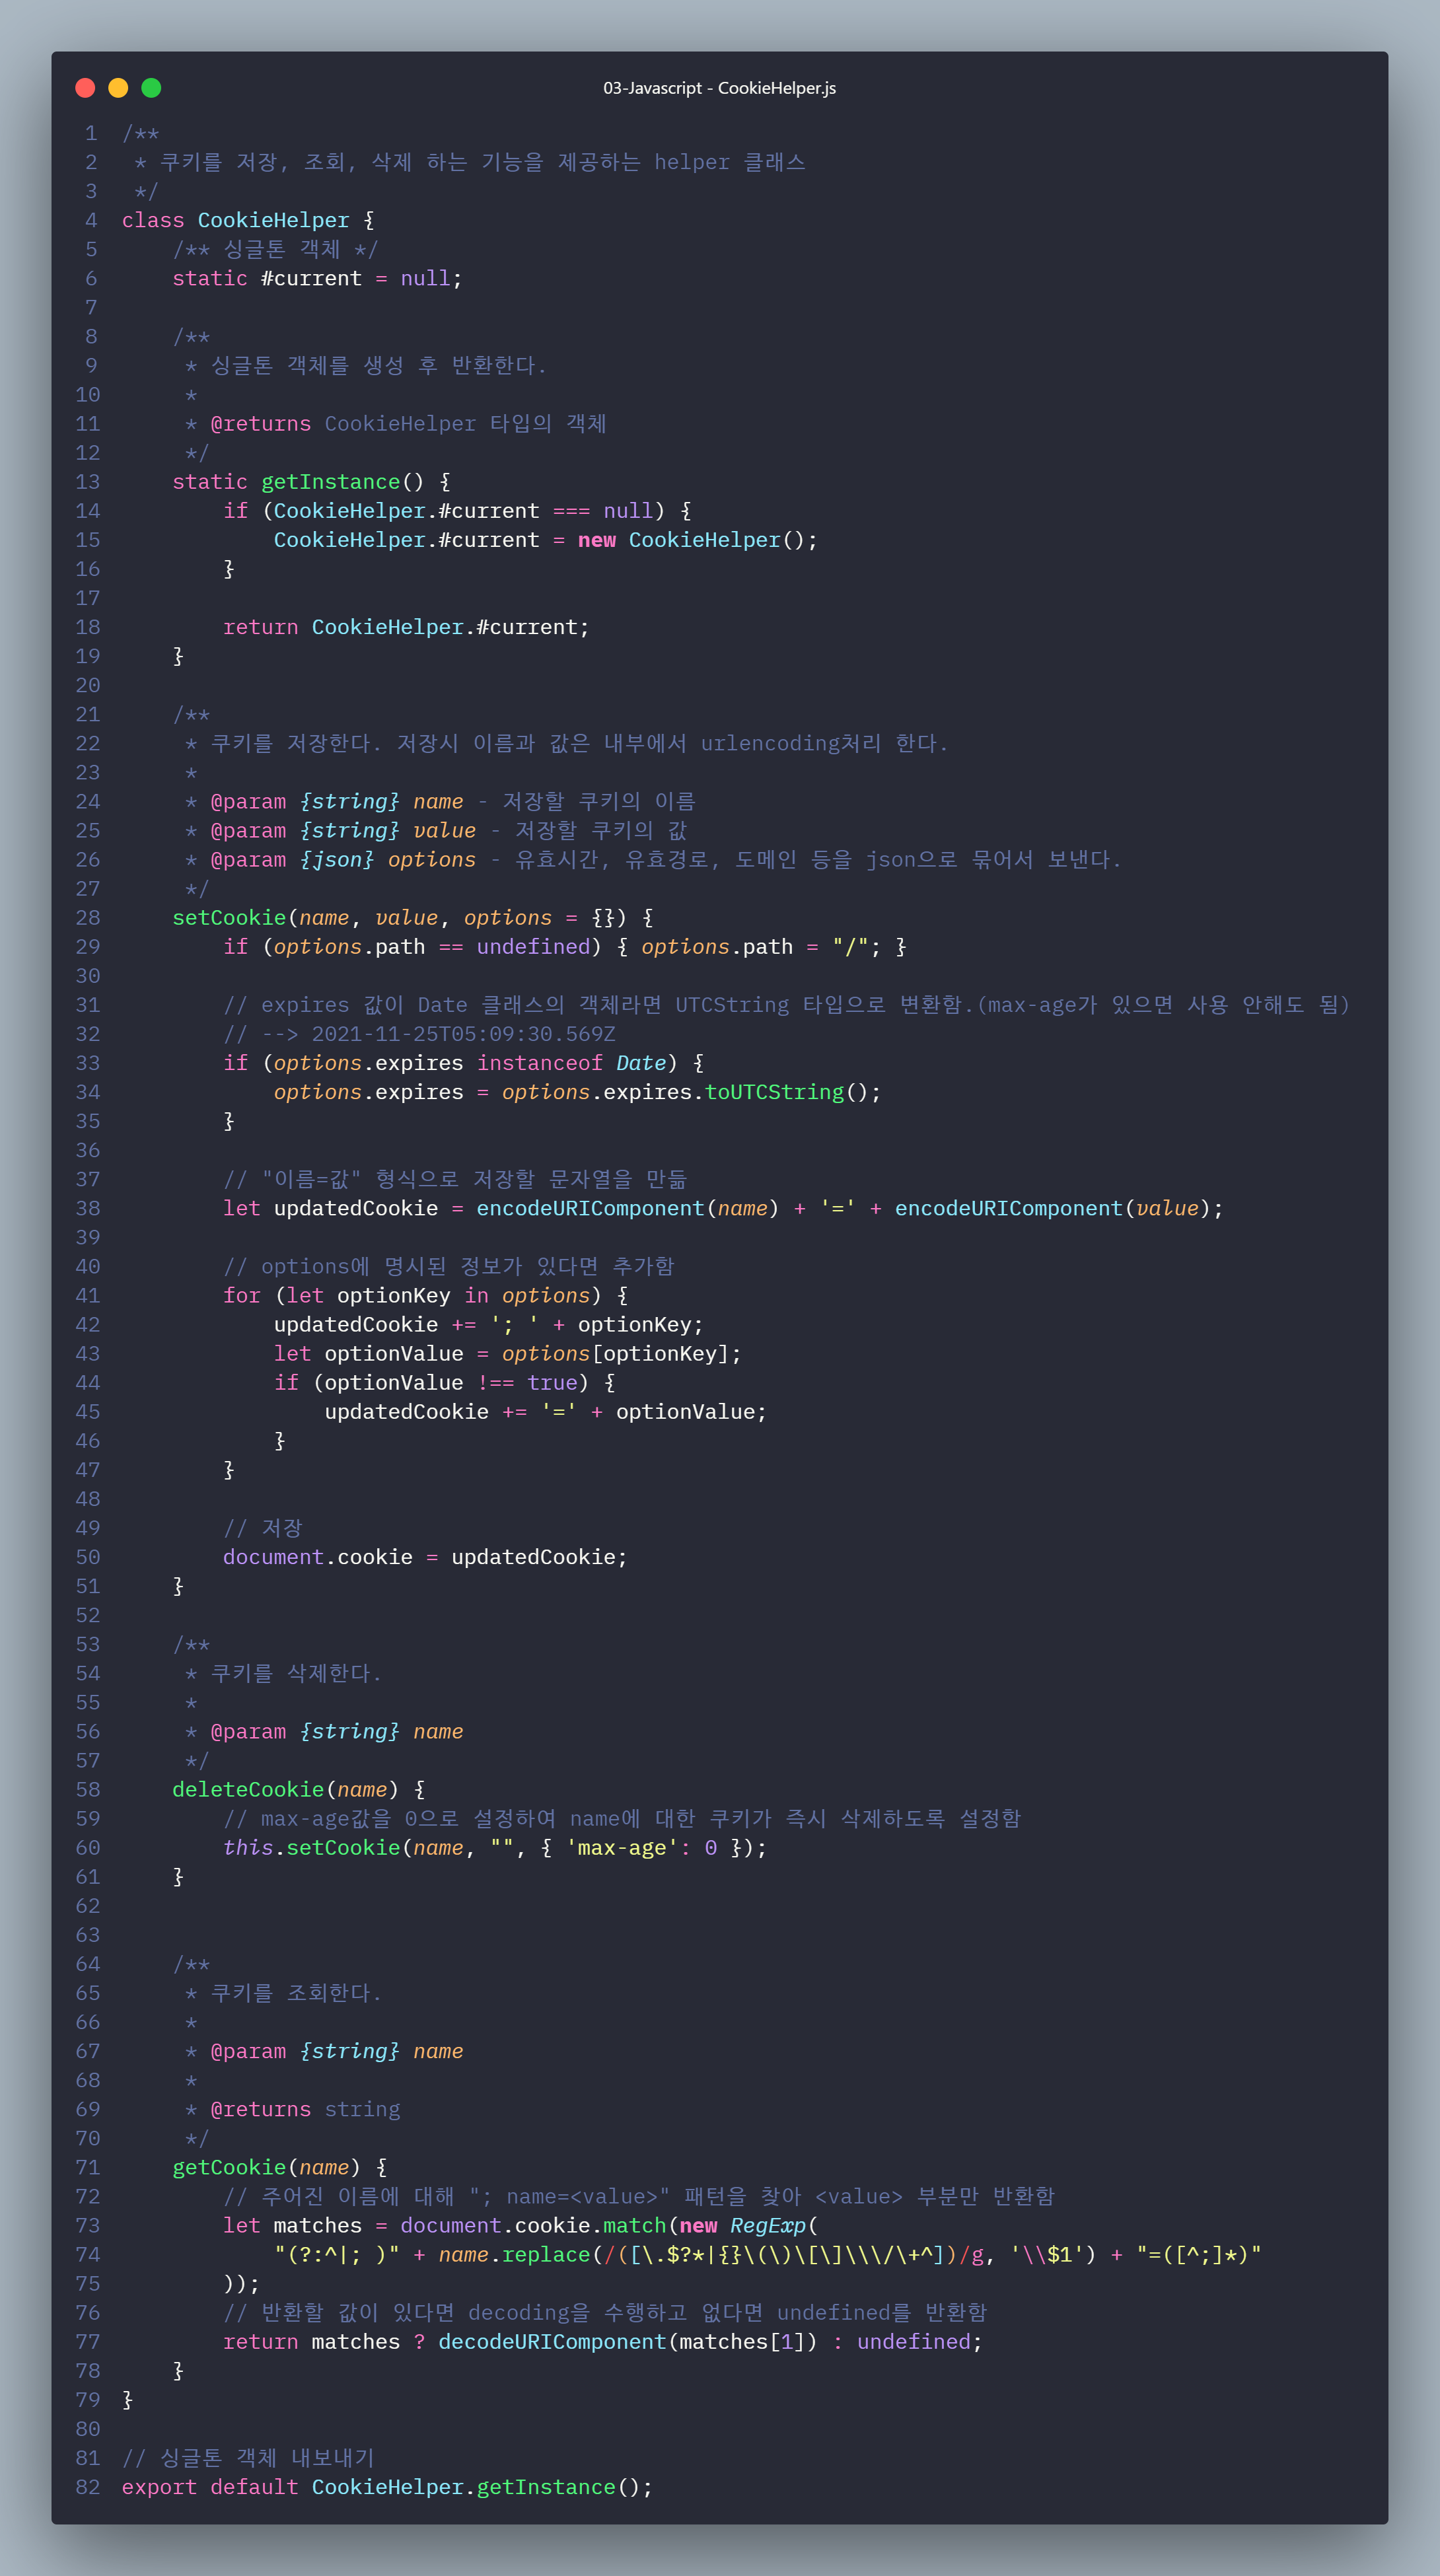 03-Javascript - CookieHelper.js
1 /**
2  * 쿠키를 저장, 조회, 삭제 하는 기능을 제공하는 helper 클래스
3  */
4 class CookieHelper {
5     /** 싱글톤 객체 */
6     static #current = null;
7
8     /**
9      * 싱글톤 객체를 생성 후 반환한다.
10      *
11      * @returns CookieHelper 타입의 객체
12      */
13     static getInstance() {
14         if (CookieHelper.#current === null) {
15             CookieHelper.#current = new CookieHelper();
16         }
17
18         return CookieHelper.#current;
19     }
20
21     /**
22      * 쿠키를 저장한다. 저장시 이름과 값은 내부에서 urlencoding처리 한다.
23      *
24      * @param {string} name - 저장할 쿠키의 이름
25      * @param {string} value - 저장할 쿠키의 값
26      * @param {json} options - 유효시간, 유효경로, 도메인 등을 json으로 묶어서 보낸다.
27      */
28     setCookie(name, value, options = {}) {
29         if (options.path == undefined) { options.path = "/"; }
30
31         // expires 값이 Date 클래스의 객체라면 UTCString 타입으로 변환함.(max-age가 있으면 사용 안해도 됨)
32         // --> 2021-11-25T05:09:30.569Z
33         if (options.expires instanceof Date) {
34             options.expires = options.expires.toUTCString();
35         }
36
37         // "이름=값" 형식으로 저장할 문자열을 만듦
38         let updatedCookie = encodeURIComponent(name) + '=' + encodeURIComponent(value);
39
40         // options에 명시된 정보가 있다면 추가함
41         for (let optionKey in options) {
42             updatedCookie += '; ' + optionKey;
43             let optionValue = options[optionKey];
44             if (optionValue !== true) {
45                 updatedCookie += '=' + optionValue;
46             }
47         }
48
49         // 저장
50         document.cookie = updatedCookie;
51     }
52
53     /**
54      * 쿠키를 삭제한다.
55      *
56      * @param {string} name
57      */
58     deleteCookie(name) {
59         // max-age값을 0으로 설정하여 name에 대한 쿠키가 즉시 삭제하도록 설정함
60         this.setCookie(name, "", { 'max-age': 0 });
61     }
62
63
64     /**
65      * 쿠키를 조회한다.
66      *
67      * @param {string} name
68      *
69      * @returns string
70      */
71     getCookie(name) {
72         // 주어진 이름에 대해 "; name=<value>" 패턴을 찾아 <value> 부분만 반환함
73         let matches = document.cookie.match(new RegExp(
74             "(?:^|; )" + name.replace(/([\.$?*|{}\(\)\[\]\\\/\+^])/g, '\\$1') + "=([^;]*)"
75         ));
76         // 반환할 값이 있다면 decoding을 수행하고 없다면 undefined를 반환함
77         return matches ? decodeURIComponent(matches[1]) : undefined;
78     }
79 }
80
81 // 싱글톤 객체 내보내기
82 export default CookieHelper.getInstance();